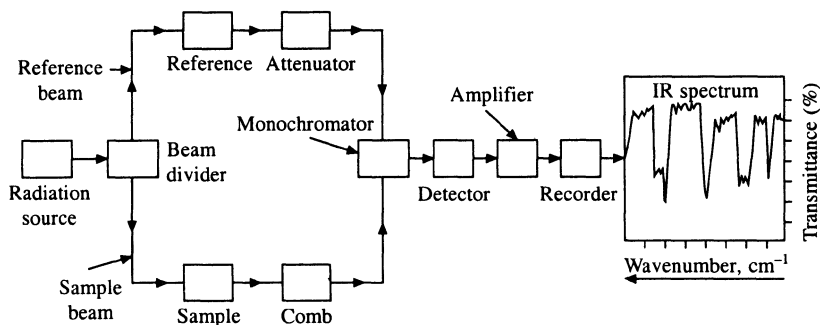 Reference
beam
Reference
Attenuator
Amplifier
IR spectrum
Transmittance (%)
Monochromator
Beam
divider
Radiation
source
Detector
Recorder
Sample
beam
Sample
Comb
Wavenumber, cm⁻¹